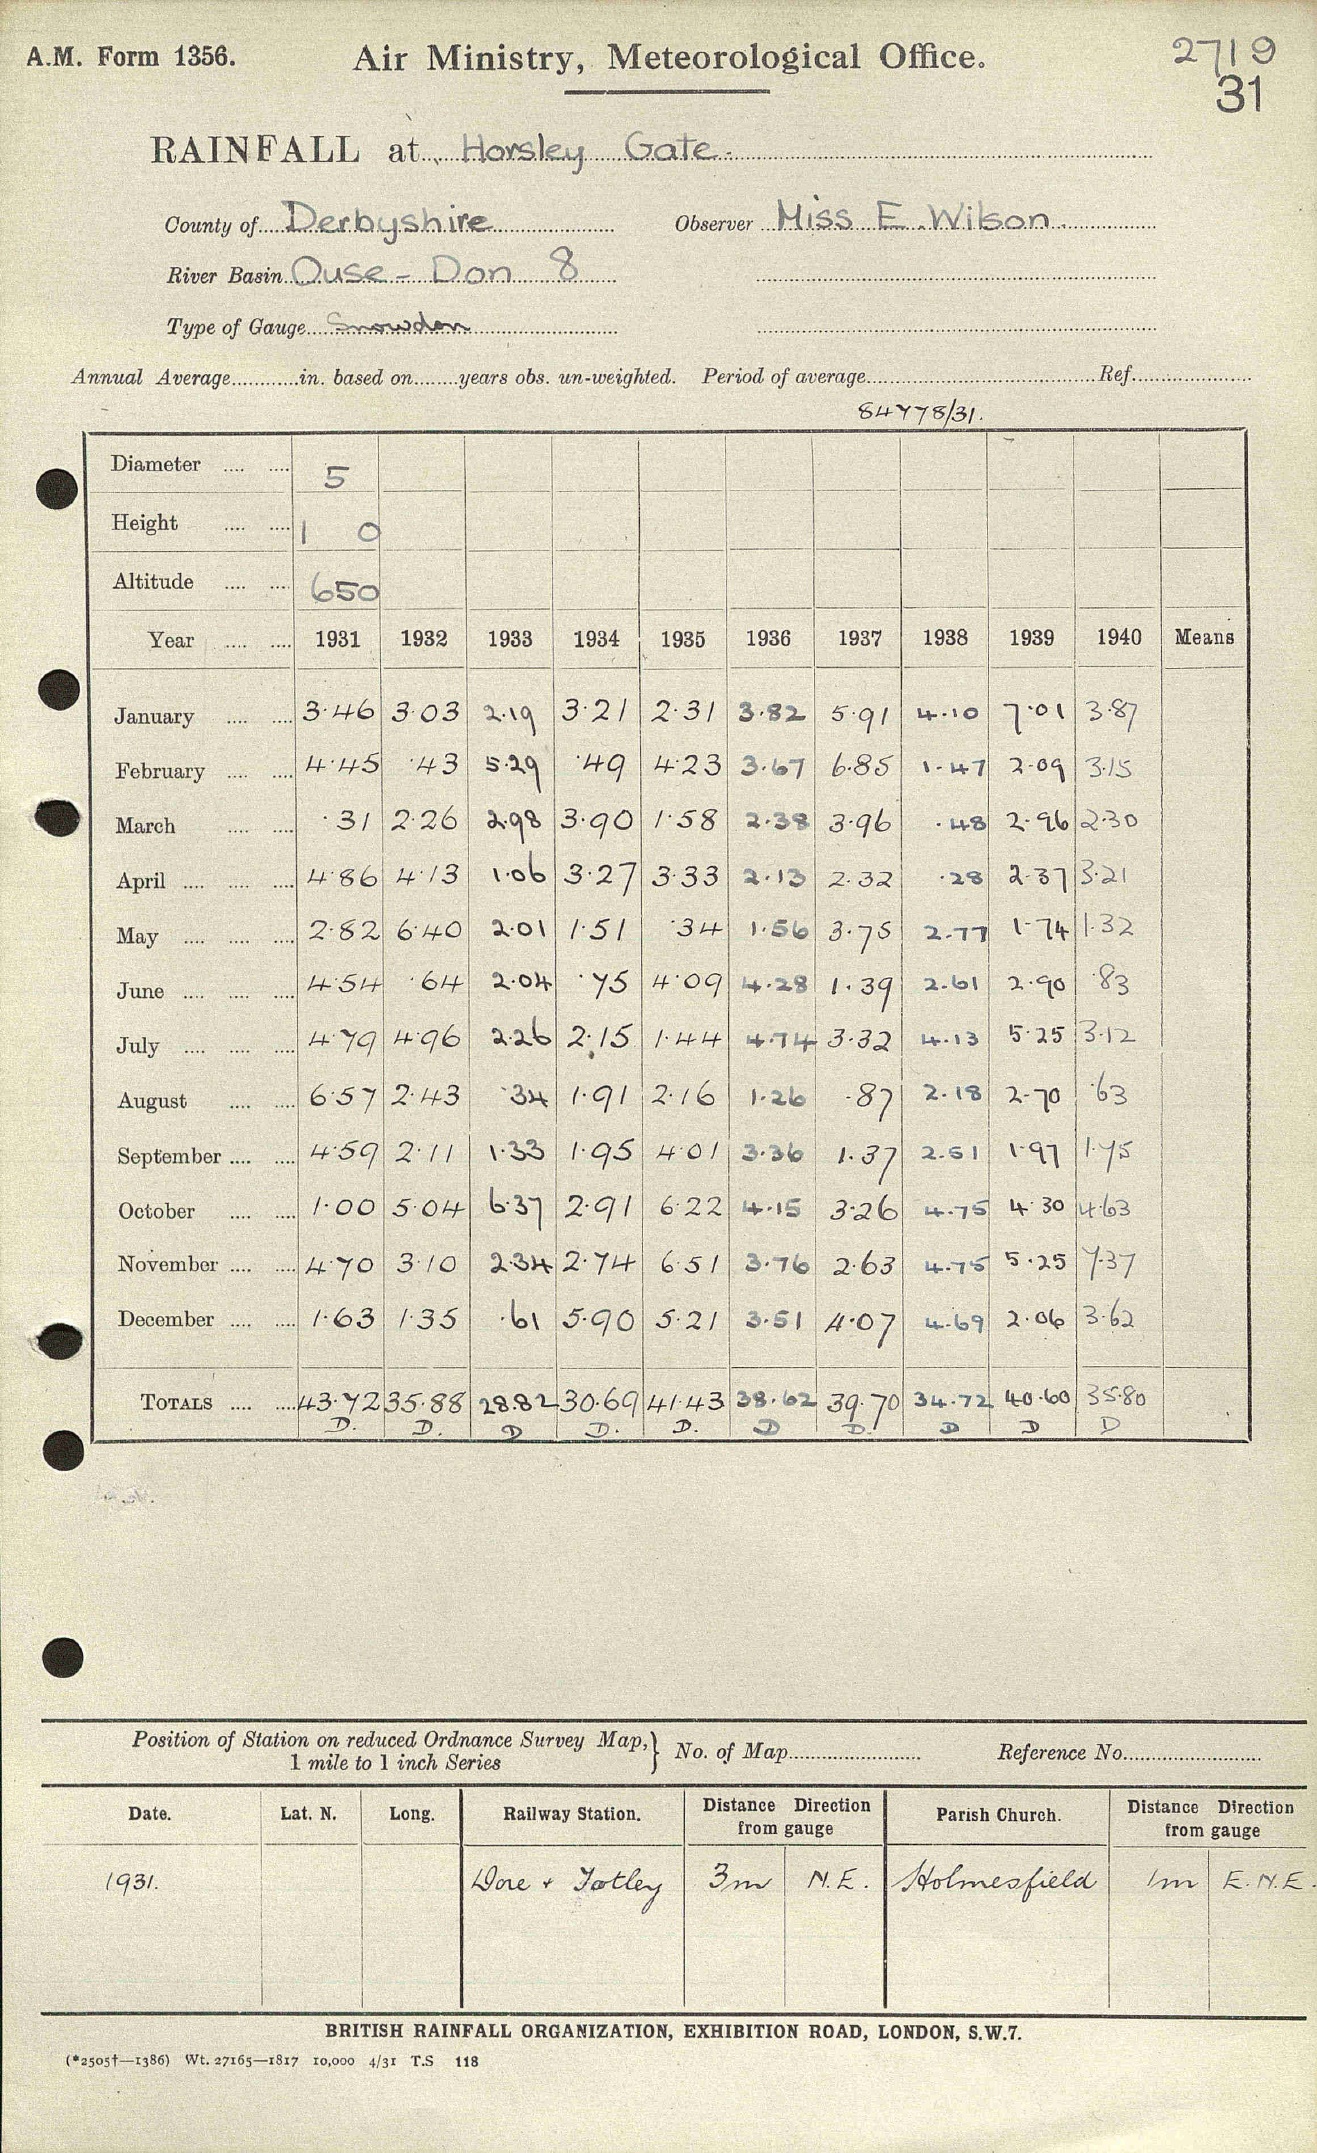 A.M. Form 1356. Air Ministry, Meteorological Office. 2719
31
RAINFALL at Horsley Gate.
County of Derbyshire Observer Miss E. Wilson.
River Basin Ouse - Don 8
Type of Gauge Snowdon
Annual Average in. based on years obs. un-weighted. Period of average Ref.
84778/31.
Diameter 5
Height 1 0
Altitude 650
Year 1931 1932 1933 1934 1935 1936 1937 1938 1939 1940 Means
January 3.46 3.03 2.19 3.21 2.31 3.82 5.91 4.10 7.01 3.87
February 4.45 .43 5.29 .49 4.23 3.67 6.85 1.47 2.09 3.15
March .31 2.26 2.98 3.90 1.58 2.38 3.96 .48 2.96 2.30
April 4.86 4.13 1.06 3.27 3.33 2.13 2.32 .28 2.37 3.21
May 2.82 6.40 2.01 1.51 .34 1.56 3.75 2.77 1.74 1.32
June 4.54 .64 2.04 .75 4.09 4.28 1.39 2.61 2.90 .83
July 4.79 4.96 2.26 2.15 1.44 4.74 3.32 4.13 5.25 3.12
August 6.57 2.43 .34 1.91 2.16 1.26 .87 2.18 2.70 .63
September 4.59 2.11 1.33 1.95 4.01 3.36 1.37 2.51 1.97 1.75
October 1.00 5.04 6.37 2.91 6.22 4.15 3.26 4.75 4.30 4.63
November 4.70 3.10 2.34 2.74 6.51 3.76 2.63 4.75 5.25 7.37
December 1.63 1.35 .61 5.90 5.21 3.51 4.07 4.69 2.06 3.62
TOTALS 43.72 35.88 28.82 30.69 41.43 38.62 39.70 34.72 40.60 35.80
D. D. D D. D. D D. D D D
Position of Station on reduced Ordnance Survey Map,} No. of Map Reference No.
1 mile to 1 inch Series
Date. Lat. N. Long. Railway Station. Distance Direction from gauge Parish Church. Distance Direction from gauge
1931. Dore + Totley 3m N.E. Holmesfield 1m E.N.E.
BRITISH RAINFALL ORGANIZATION, EXHIBITION ROAD, LONDON, S.W.7.
(*2505†—1386) Wt. 27165—1817 10,000 4/31 T.S 118